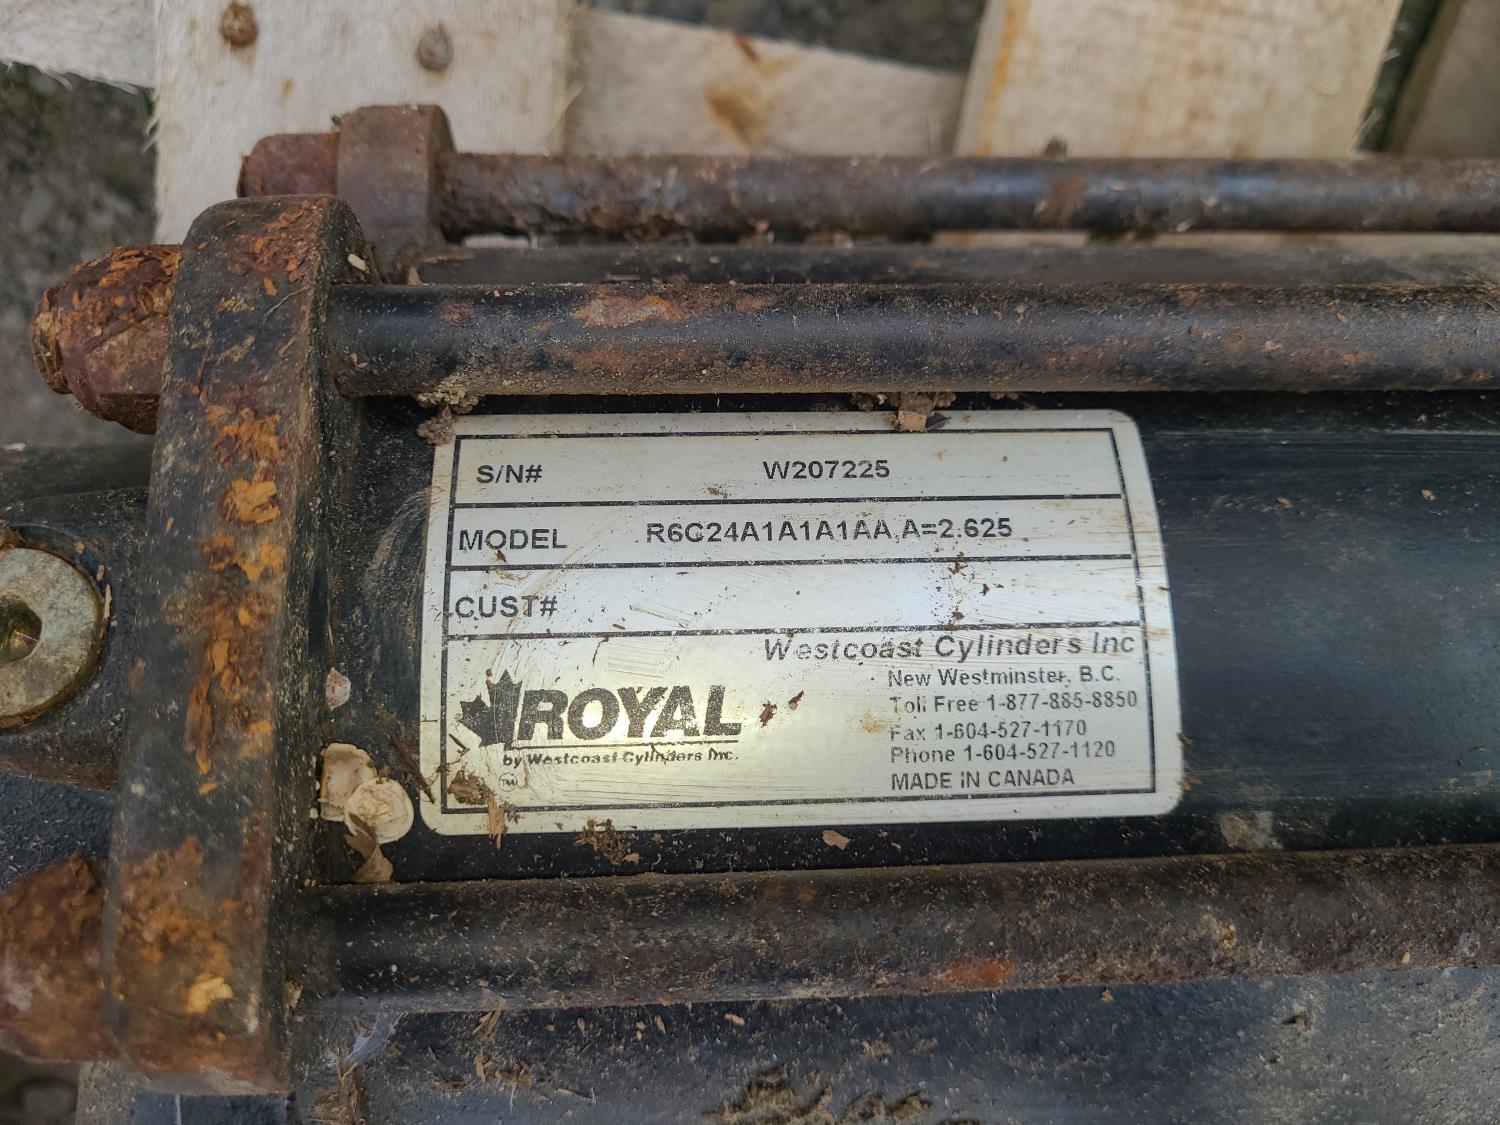 S/N# W207225
MODEL R6C24A1A1A1AA,A=2.625
CUST#
Westcoast Cylinders Inc
New Westminster, B.C.
Toll Free 1-877-885-8850
Fax 1-604-527-1170
Phone 1-604-527-1120
MADE IN CANADA
ROYAL
by Westcoast Cylinders Inc.
TM